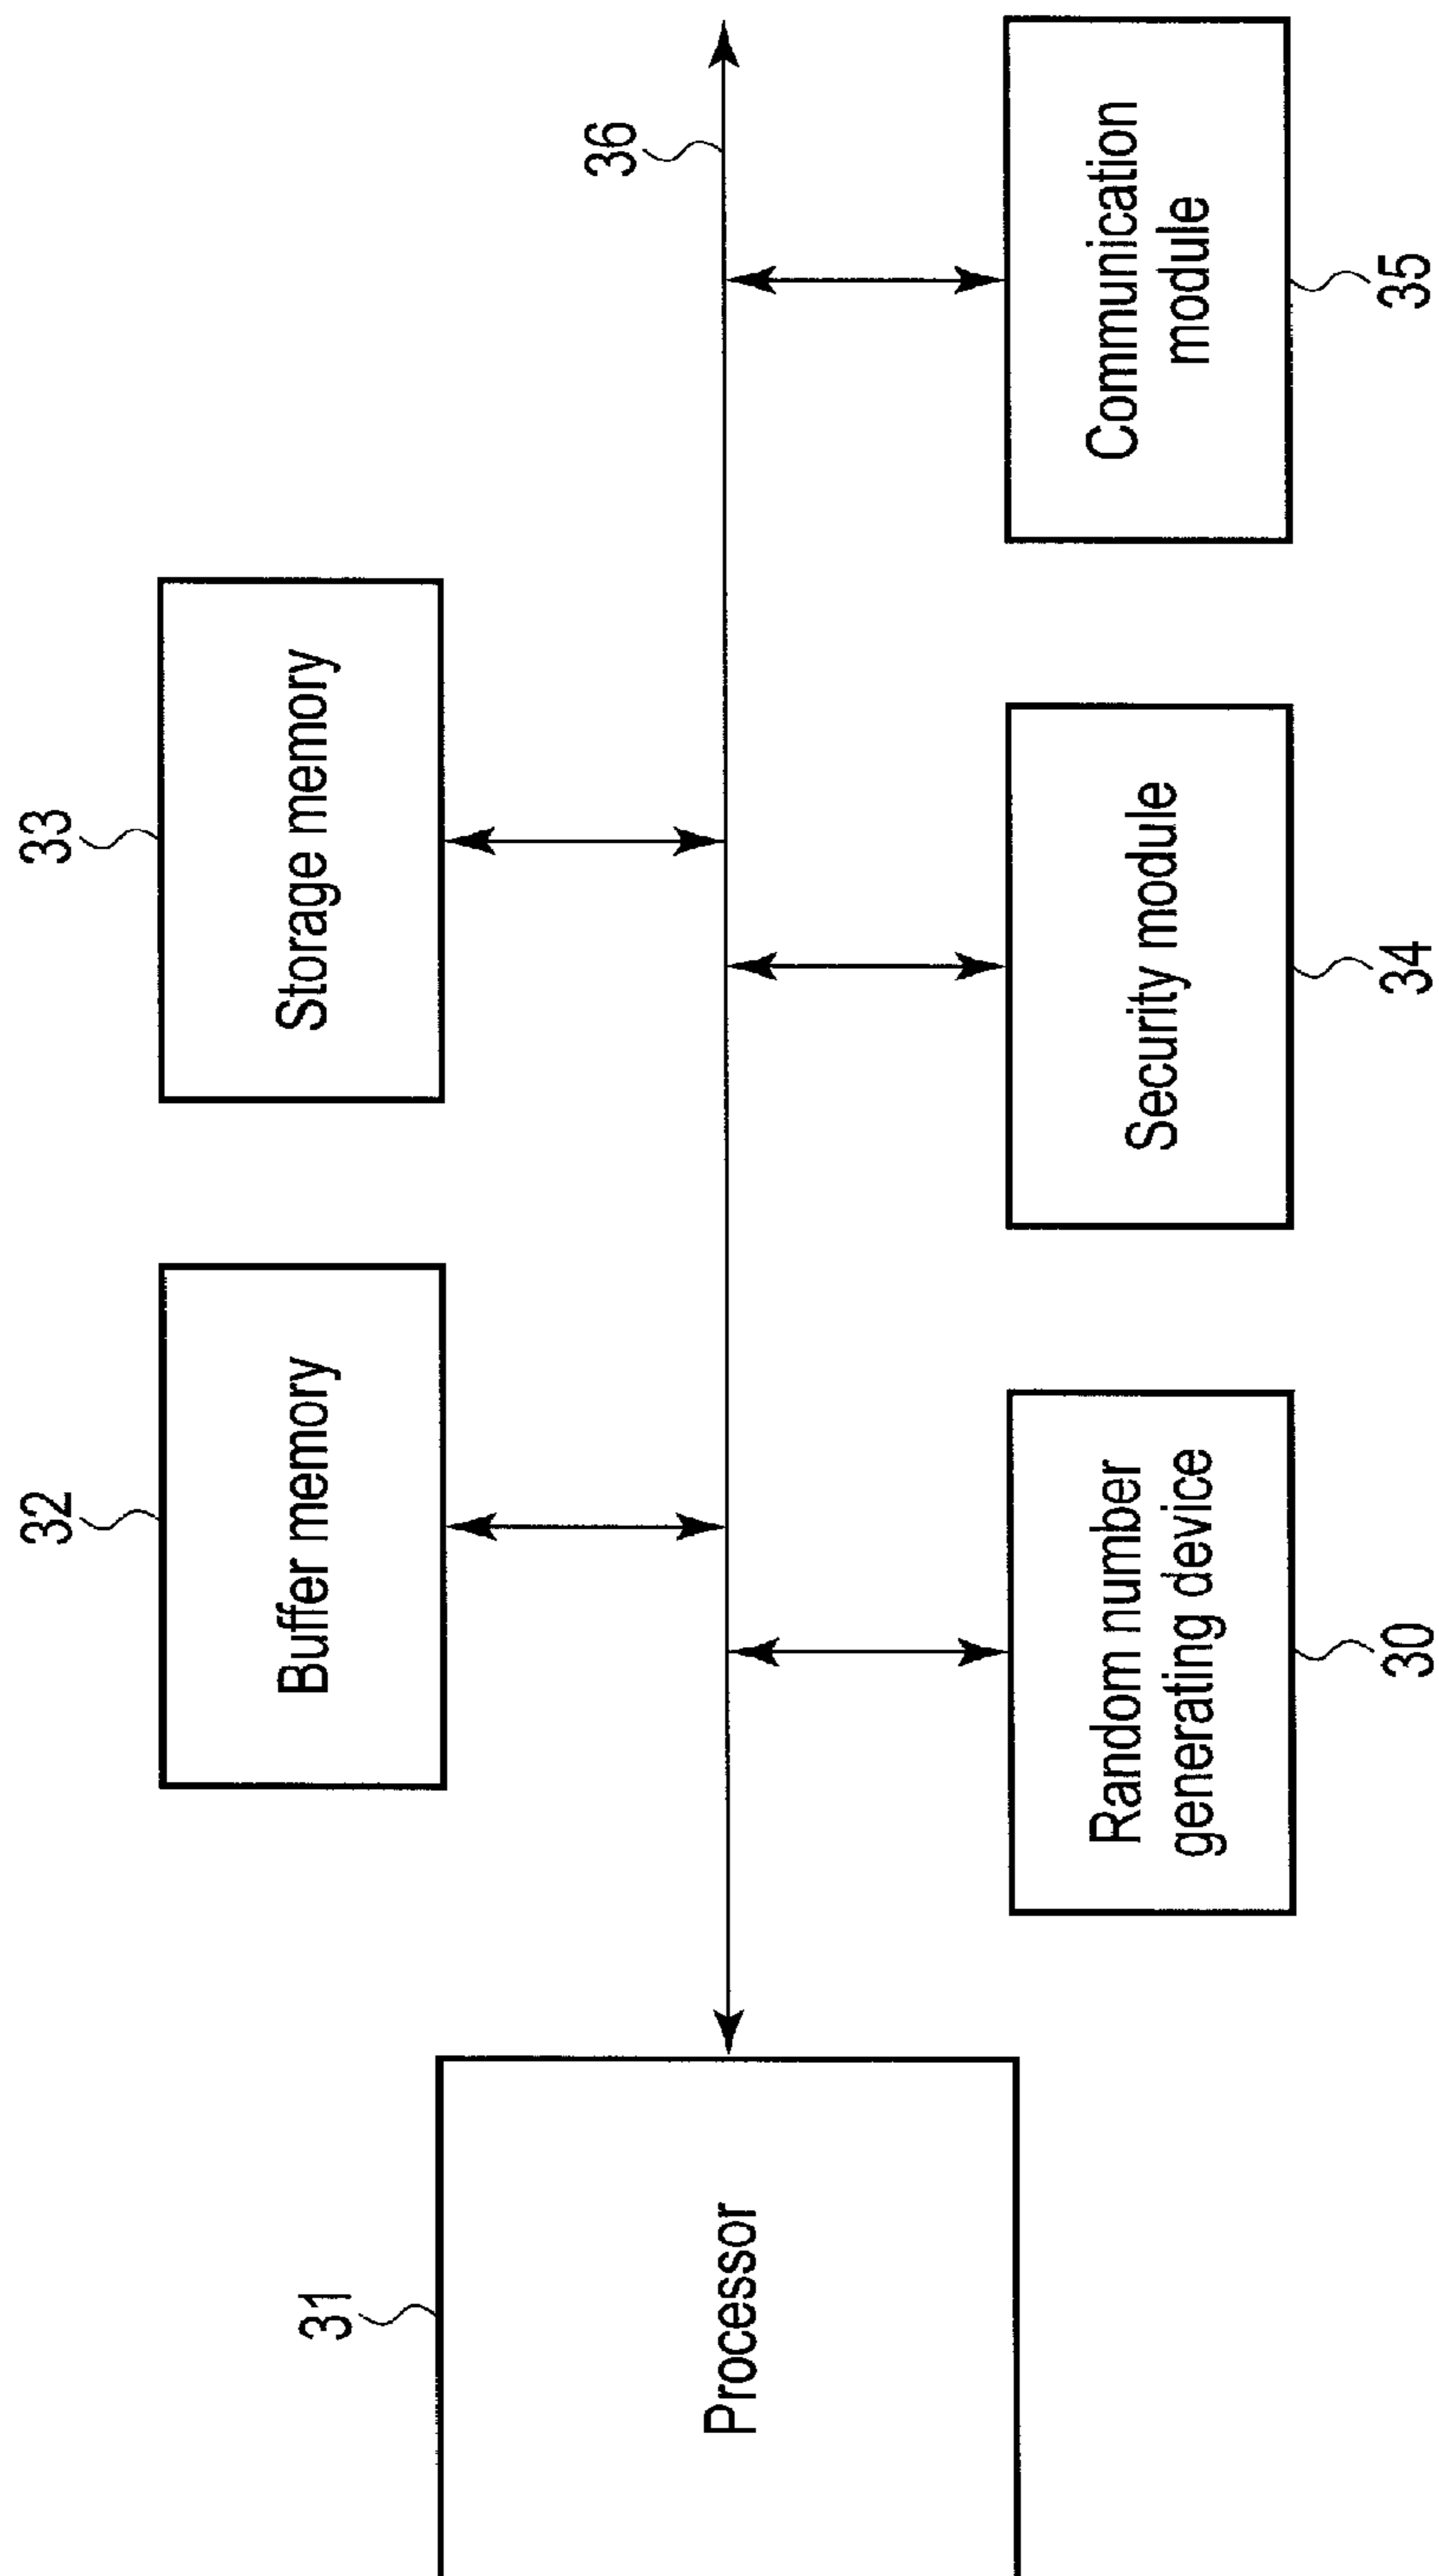 32
33
36
Buffer memory
Storage memory
31
Processor
Random number
generating device
Security module
Communication
module
30
34
35